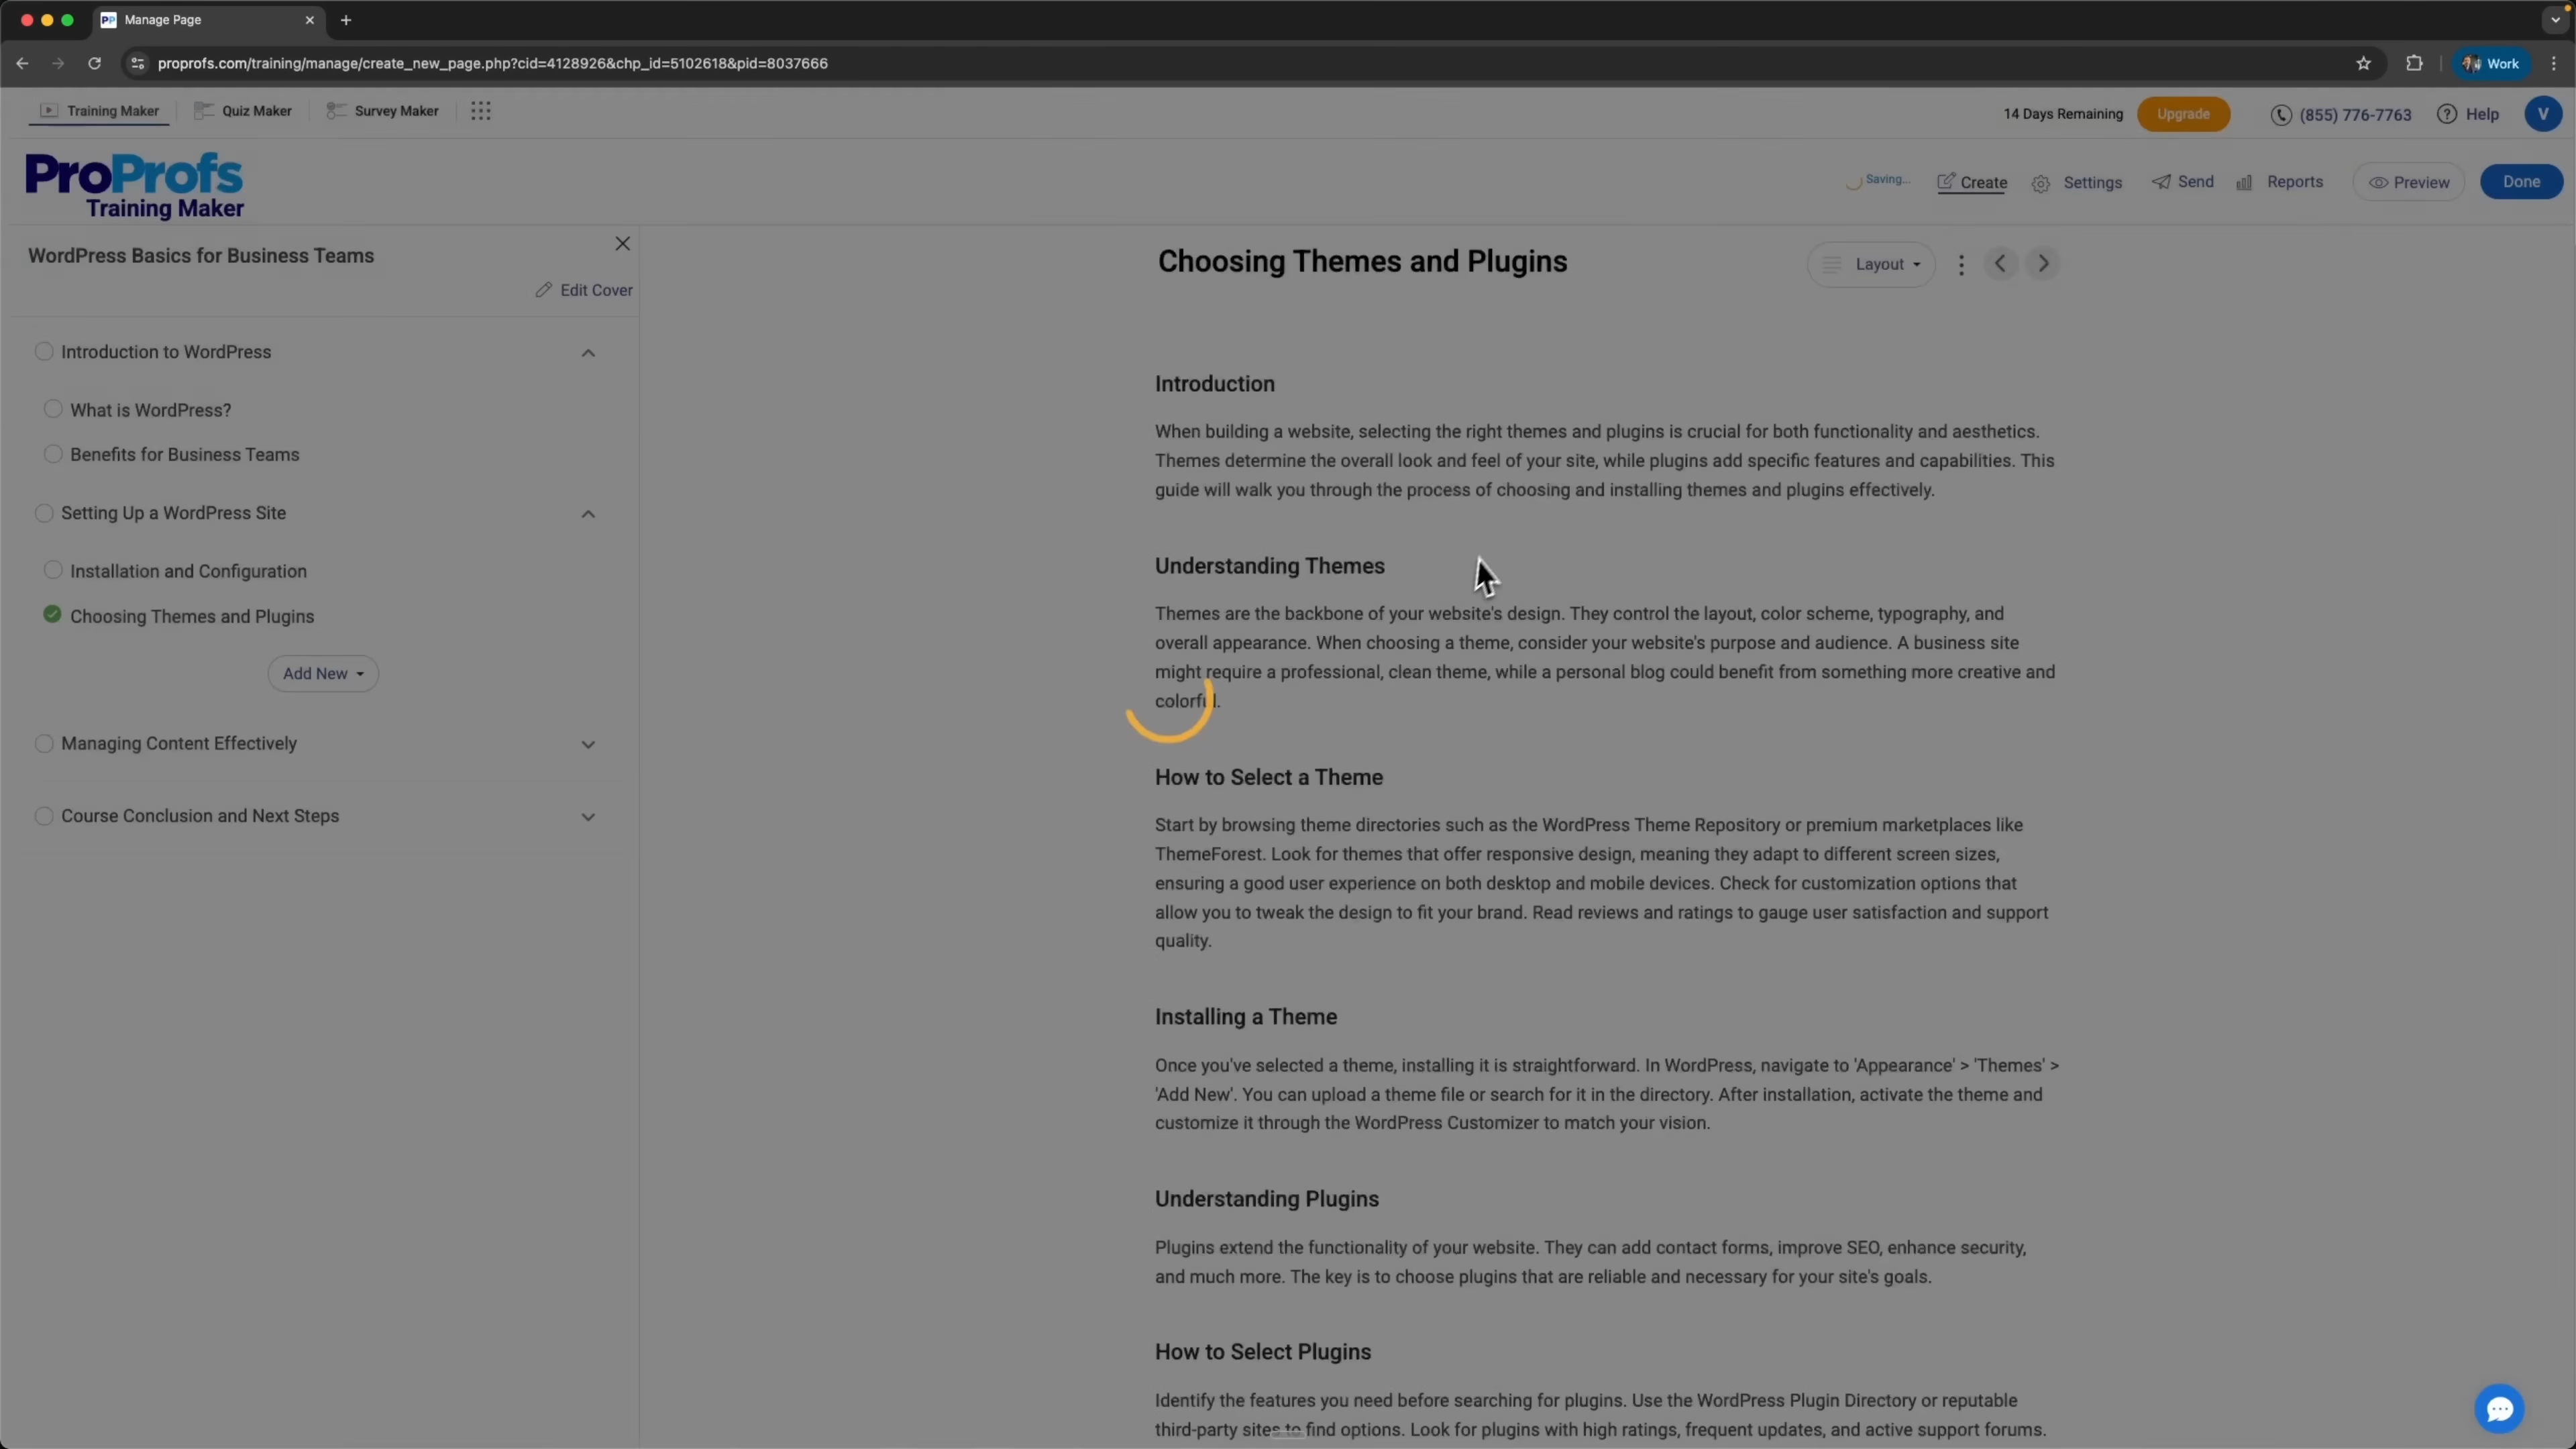 Manage Page
proprofs.com/training/manage/create_new_page.php?cid=4128926&chp_id=5102618&pid=8037666
Work
Training Maker
Quiz Maker
Survey Maker
14 Days Remaining
Upgrade
(855) 776-7763
Help
V
ProProfs
Training Maker
Saving...
Create
Settings
Send
Reports
Preview
Done
WordPress Basics for Business Teams
Edit Cover
Introduction to WordPress
What is WordPress?
Benefits for Business Teams
Setting Up a WordPress Site
Installation and Configuration
Choosing Themes and Plugins
Add New
Managing Content Effectively
Course Conclusion and Next Steps
Choosing Themes and Plugins
Layout
Introduction
When building a website, selecting the right themes and plugins is crucial for both functionality and aesthetics.
Themes determine the overall look and feel of your site, while plugins add specific features and capabilities. This
guide will walk you through the process of choosing and installing themes and plugins effectively.
Understanding Themes
Themes are the backbone of your website's design. They control the layout, color scheme, typography, and
overall appearance. When choosing a theme, consider your website's purpose and audience. A business site
might require a professional, clean theme, while a personal blog could benefit from something more creative and
colorful.
How to Select a Theme
Start by browsing theme directories such as the WordPress Theme Repository or premium marketplaces like
ThemeForest. Look for themes that offer responsive design, meaning they adapt to different screen sizes,
ensuring a good user experience on both desktop and mobile devices. Check for customization options that
allow you to tweak the design to fit your brand. Read reviews and ratings to gauge user satisfaction and support
quality.
Installing a Theme
Once you've selected a theme, installing it is straightforward. In WordPress, navigate to 'Appearance' > 'Themes' >
'Add New'. You can upload a theme file or search for it in the directory. After installation, activate the theme and
customize it through the WordPress Customizer to match your vision.
Understanding Plugins
Plugins extend the functionality of your website. They can add contact forms, improve SEO, enhance security,
and much more. The key is to choose plugins that are reliable and necessary for your site's goals.
How to Select Plugins
Identify the features you need before searching for plugins. Use the WordPress Plugin Directory or reputable
third-party sites to find options. Look for plugins with high ratings, frequent updates, and active support forums.